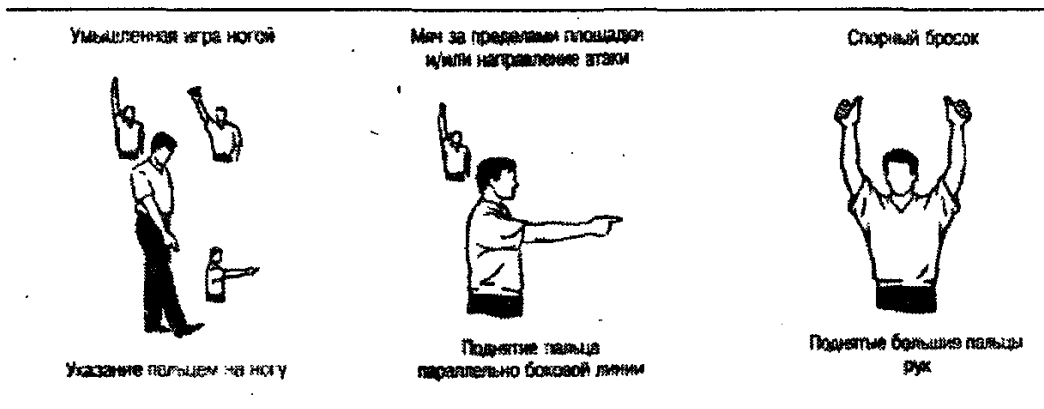 Умышленная игра ногой
Мяч за пределами площадки
и/или направление атаки
Спорный бросок
Указание пальцем на ногу
Поднятие пальца
параллельно боковой линии
Поднятые большие пальцы
рук